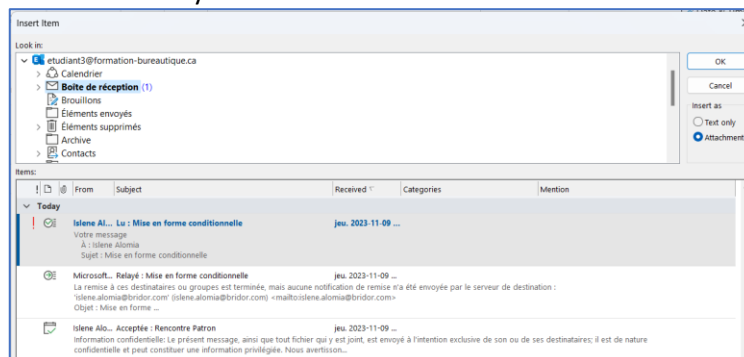 Insert Item
Look in:
etudiant3@formation-bureautique.ca
Calendrier
Boîte de réception (1)
Brouillons
Éléments envoyés
Éléments supprimés
Archive
Contacts
OK
Cancel
Insert as
Text only
Attachment
Items:
! From Subject Received Categories Mention
Today
Islene Al... Lu : Mise en forme conditionnelle jeu. 2023-11-09 ...
Votre message
À : Islene Alomia
Sujet : Mise en forme conditionnelle
Microsoft... Relayé : Mise en forme conditionnelle jeu. 2023-11-09 ...
La remise à ces destinataires ou groupes est terminée, mais aucune notification de remise n'a été envoyée par le serveur de destination :
'islene.alomia@bridor.com' (islene.alomia@bridor.com) <mailto:islene.alomia@bridor.com>
Objet : Mise en forme ...
Islene Alo... Acceptée : Rencontre Patron jeu. 2023-11-09 ...
Information confidentielle: Le présent message, ainsi que tout fichier qui y est joint, est envoyé à l'intention exclusive de son ou de ses destinataires; il est de nature
confidentielle et peut constituer une information privilégiée. Nous avertisson...